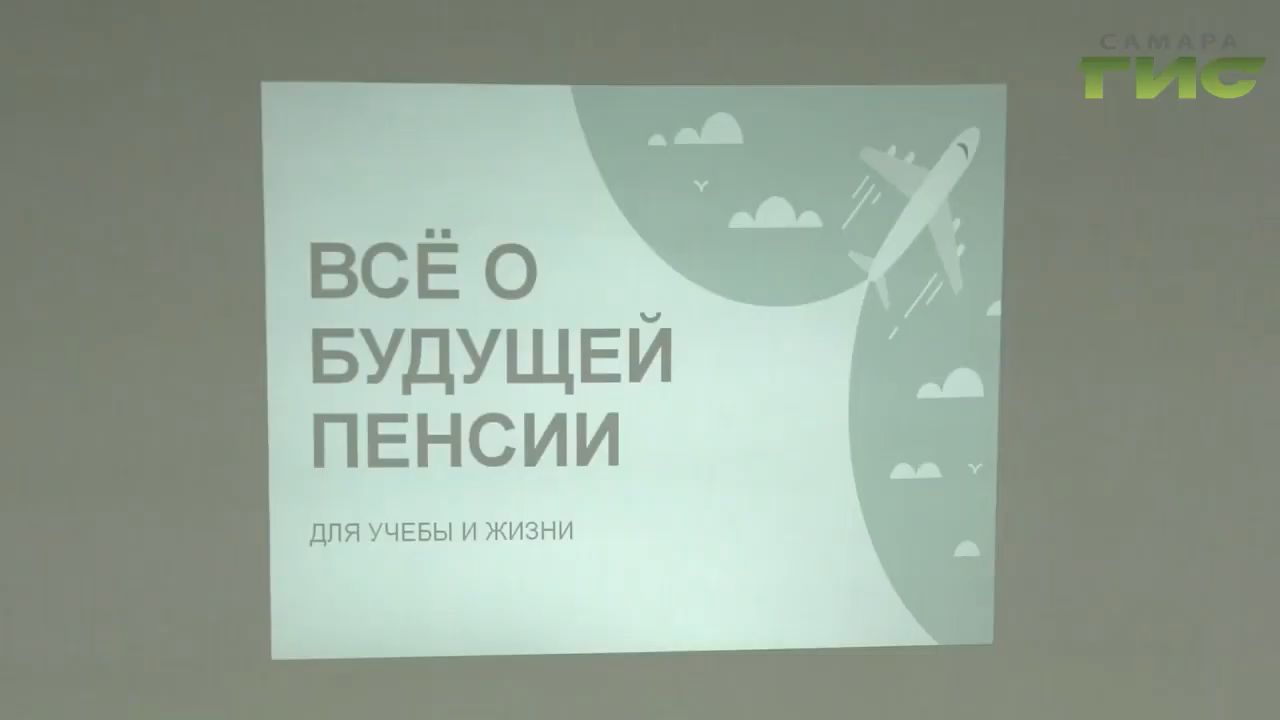 САМАРА
ГИС
ВСЁ О
БУДУЩЕЙ
ПЕНСИИ
ДЛЯ УЧЕБЫ И ЖИЗНИ